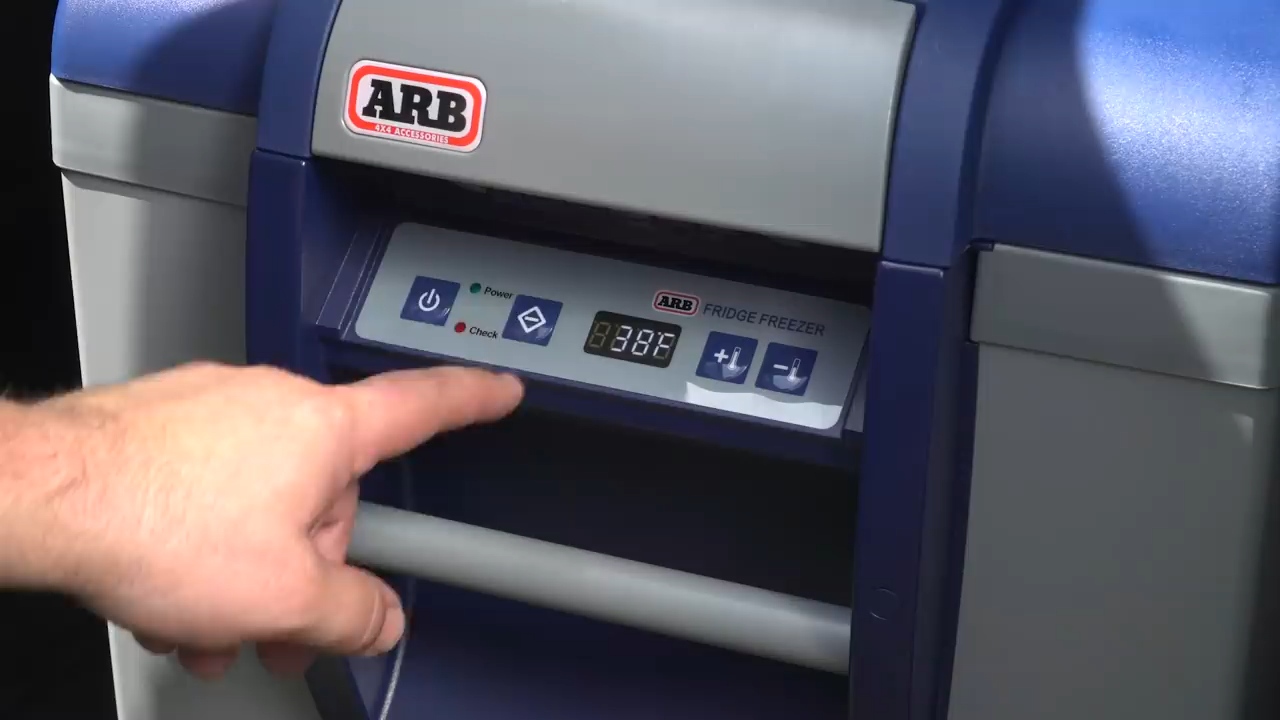 ARB
4X4 ACCESSORIES
Power
Check
38°F
ARB FRIDGE FREEZER